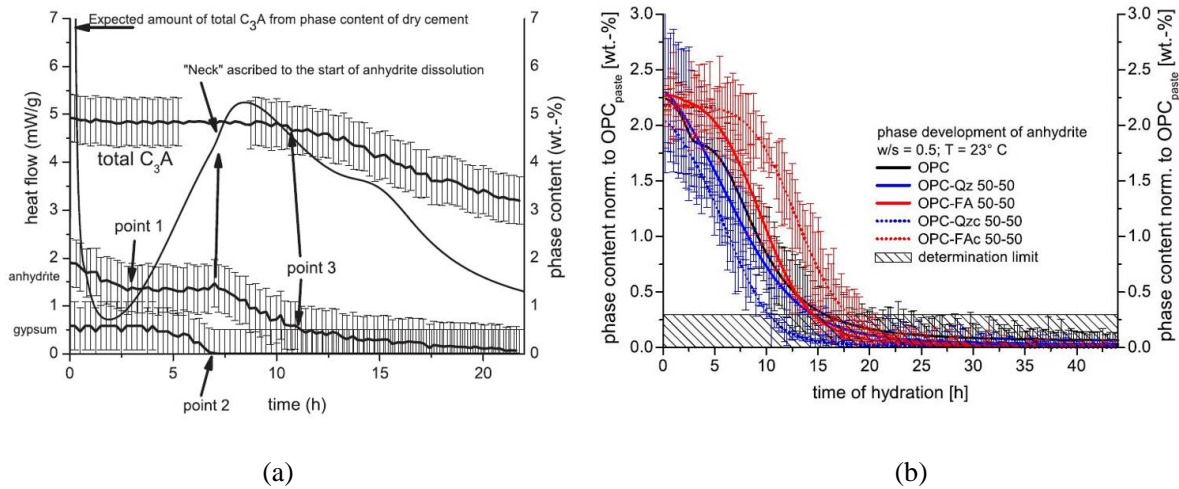 Expected amount of total C3A from phase content of dry cement
"Neck" ascribed to the start of anhydrite dissolution
total C3A
point 1
point 3
point 2
anhydrite
gypsum
heat flow (mW/g)
7
6
5
4
3
2
1
0
phase content (wt.-%)
7
6
5
4
3
2
1
0
0
5
10
15
20
time (h)
(a)
phase content norm. to OPCpaste [wt.-%]
3.0
2.5
2.0
1.5
1.0
0.5
0.0
phase development of anhydrite
w/s = 0.5; T = 23° C
OPC
OPC-Qz 50-50
OPC-FA 50-50
OPC-Qzc 50-50
OPC-FAc 50-50
determination limit
3.0
2.5
2.0
1.5
1.0
0.5
0.0
phase content norm. to OPCpaste [wt.-%]
0
5
10
15
20
25
30
35
40
time of hydration [h]
(b)